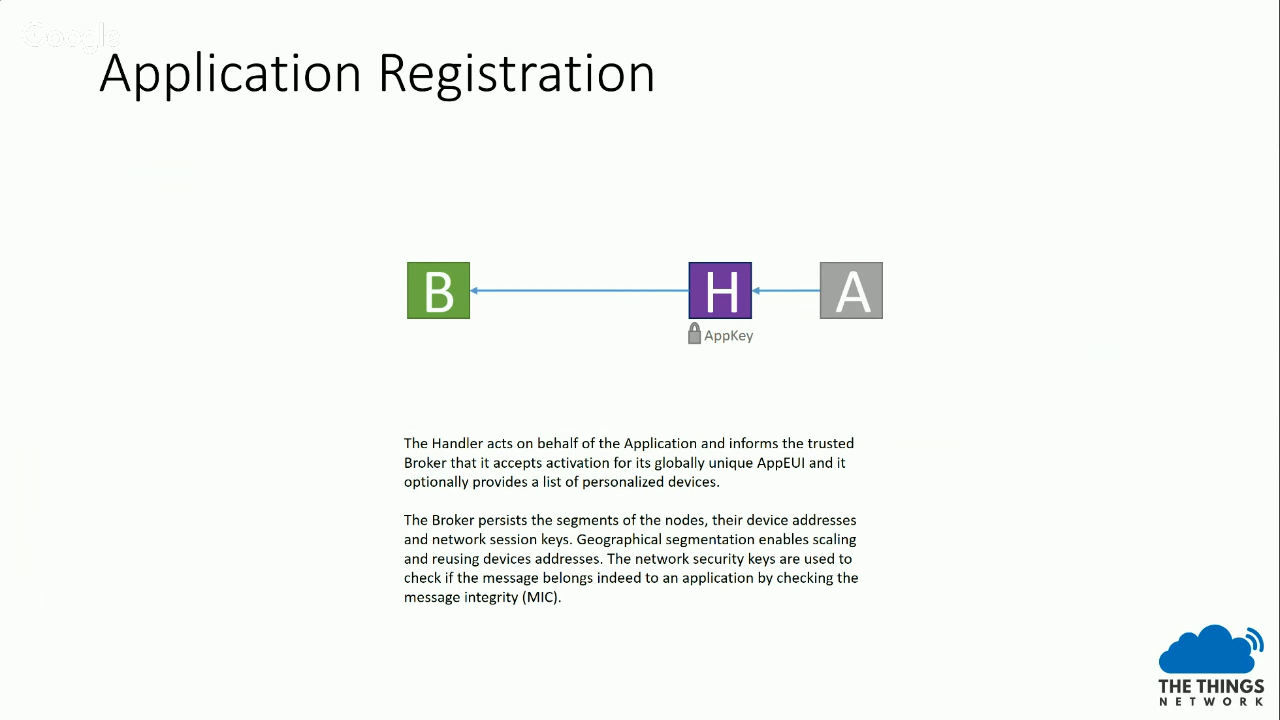 Google
Application Registration
B
H
A
AppKey
The Handler acts on behalf of the Application and informs the trusted
Broker that it accepts activation for its globally unique AppEUI and it
optionally provides a list of personalized devices.
The Broker persists the segments of the nodes, their device addresses
and network session keys. Geographical segmentation enables scaling
and reusing devices addresses. The network security keys are used to
check if the message belongs indeed to an application by checking the
message integrity (MIC).
THE THINGS
NETWORK